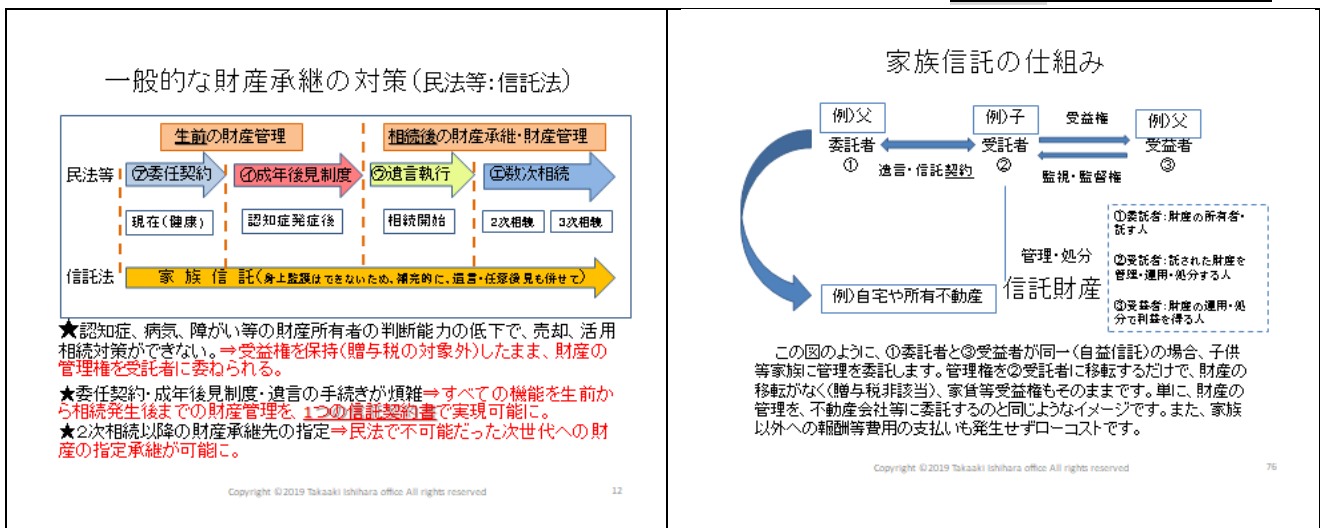 一般的な財産承継の対策(民法等:信託法)
生前の財産管理
相続後の財産承継・財産管理
民法等
㋐委任契約
㋑成年後見制度
㋒遺言執行
㋓数次相続
現在(健康)
認知症発症後
相続開始
2次相続
3次相続
信託法
家族信託(身上監護はできないため、補完的に、遺言・任意後見も併せて)
★認知症、病気、障がい等の財産所有者の判断能力の低下で、売却、活用
相続対策ができない。⇒受益権を保持(贈与税の対象外)したまま、財産の
管理権を受託者に委ねられる。
★委任契約・成年後見制度・遺言の手続きが煩雑⇒すべての機能を生前か
ら相続発生後までの財産管理を、1つの信託契約書で実現可能に。
★2次相続以降の財産承継先の指定⇒民法で不可能だった次世代への財
産の指定承継が可能に。
Copyright ©2019 Takaaki Ishihara office All rights reserved
12
家族信託の仕組み
例)父
委託者
①
遺言・信託契約
例)子
受託者
②
受益権
監視・監督権
例)父
受益者
③
管理・処分
信託財産
例)自宅や所有不動産
①委託者:財産の所有者・
託す人
②受託者:託された財産を
管理・運用・処分する人
③受益者:財産の運用・処
分で利益を得る人
この図のように、①委託者と③受益者が同一(自益信託)の場合、子供
等家族に管理を委託します。管理権を②受託者に移転するだけで、財産の
移転がなく(贈与税非該当)、家賃等受益権もそのままです。単に、財産の
管理を、不動産会社等に委託するのと同じようなイメージです。また、家族
以外への報酬等費用の支払いも発生せずローコストです。
Copyright ©2019 Takaaki Ishihara office All rights reserved
76